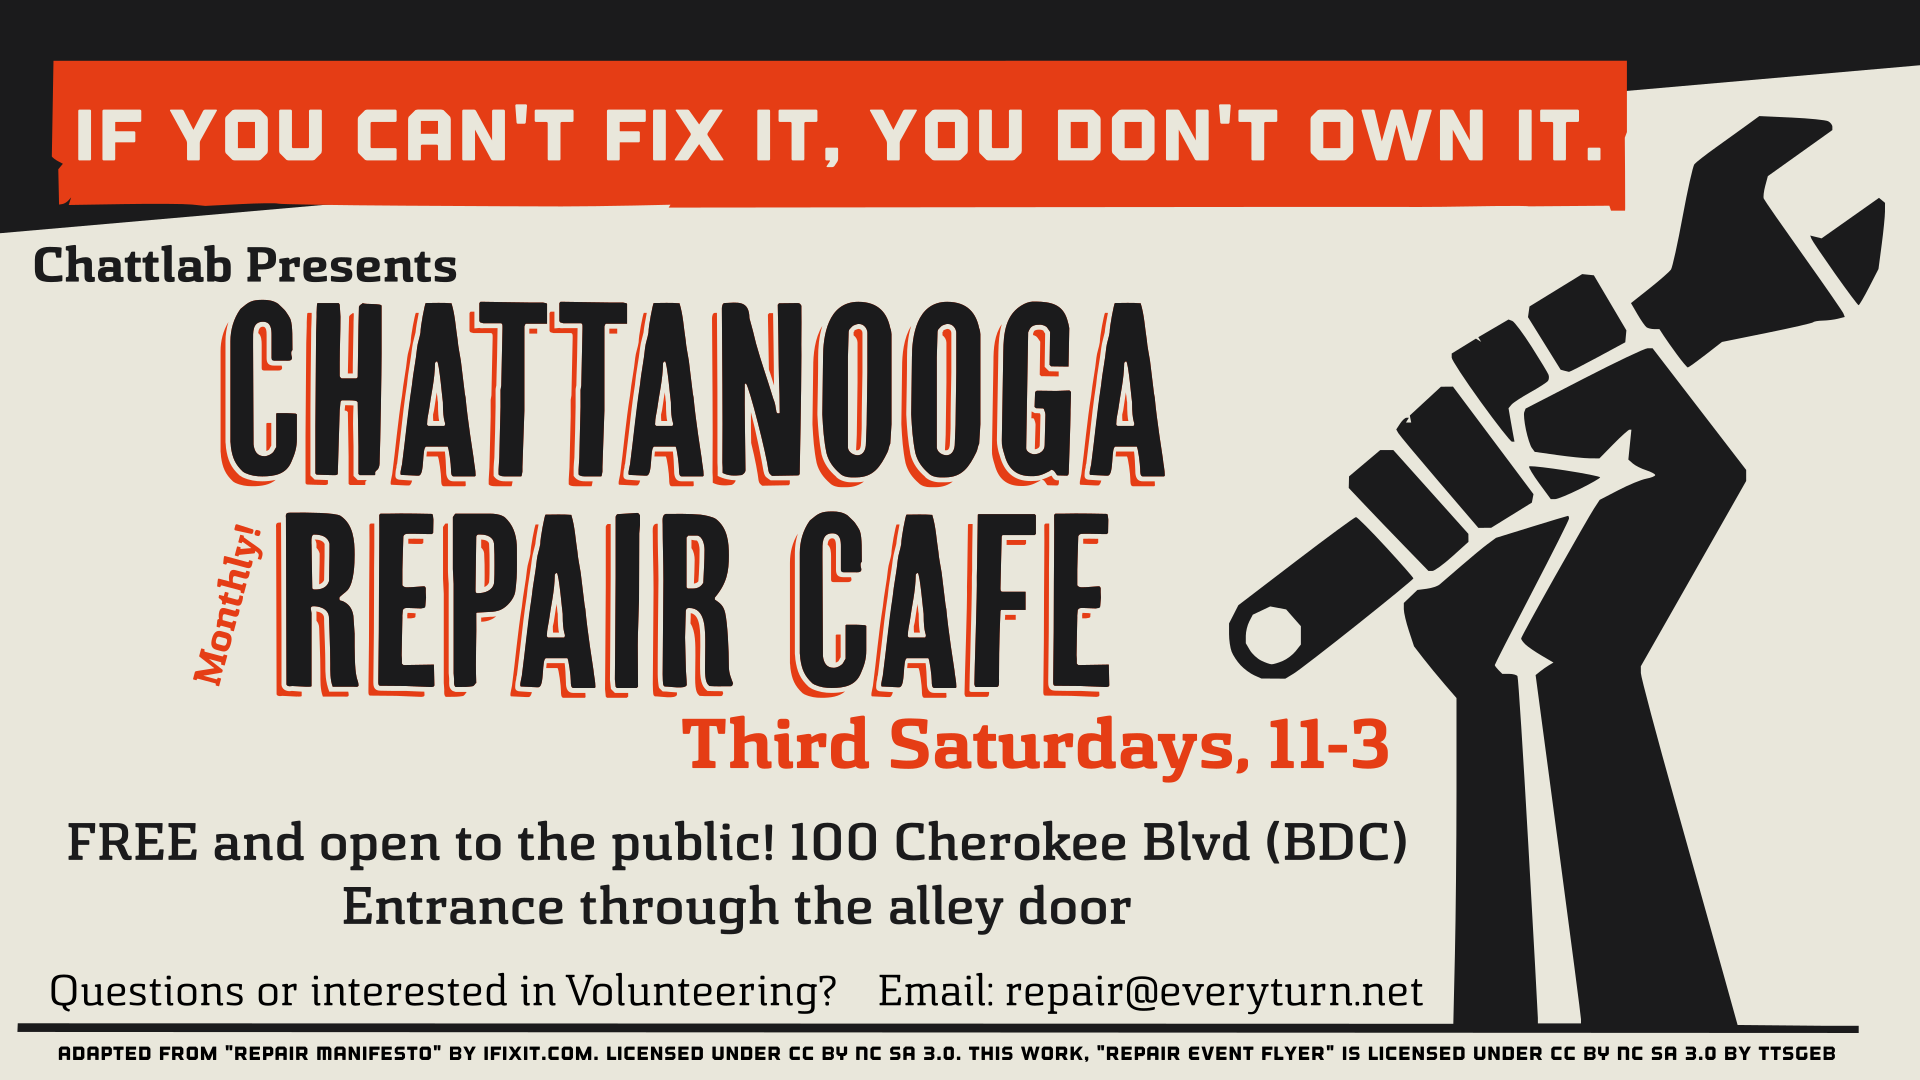 IF YOU CAN'T FIX IT, YOU DON'T OWN IT.
Chattlab Presents
CHATTANOOGA
Monthly!
REPAIR CAFE
Third Saturdays, 11-3
FREE and open to the public! 100 Cherokee Blvd (BDC)
Entrance through the alley door
Questions or interested in Volunteering? Email: repair@everyturn.net
ADAPTED FROM "REPAIR MANIFESTO" BY IFIXIT.COM. LICENSED UNDER CC BY NC SA 3.0. THIS WORK, "REPAIR EVENT FLYER" IS LICENSED UNDER CC BY NC SA 3.0 BY TTSGEB